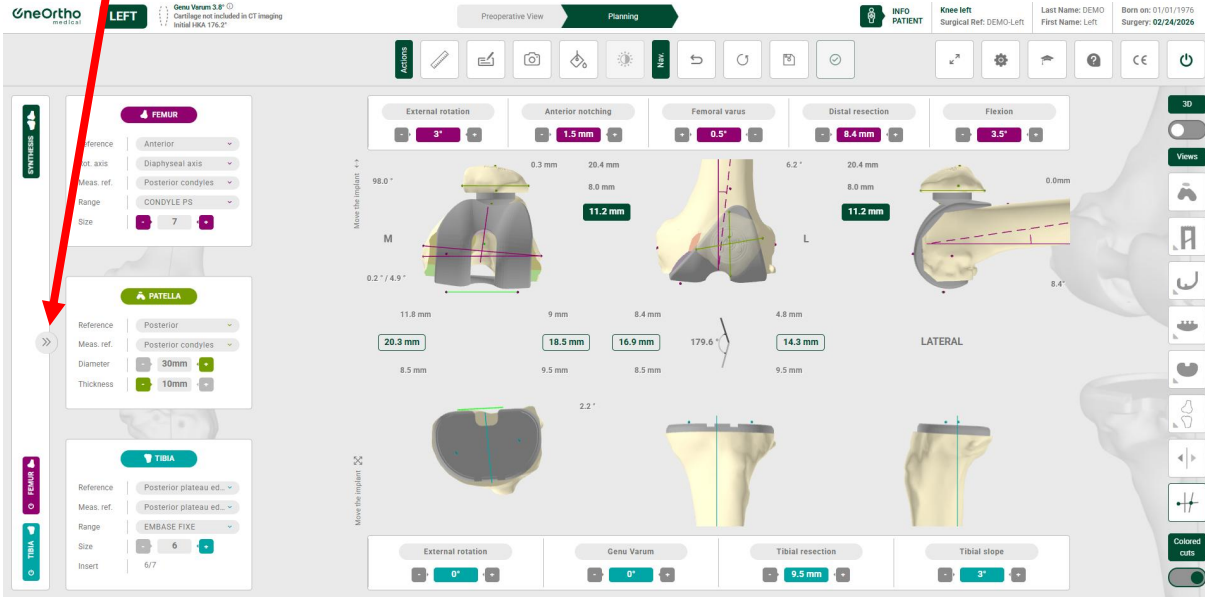 OneOrtho
medical
LEFT
Genu Varum 3.8°
Cartilage not included in CT imaging
Initial HKA 176.2°
Preoperative View
Planning
INFO
PATIENT
Knee left
Surgical Ref: DEMO-Left
Last Name: DEMO
First Name: Left
Born on: 01/01/1976
Surgery: 02/24/2026
Actions
Nav.
CE
SYNTHESIS
FEMUR
Reference Anterior
Rot. axis Diaphyseal axis
Meas. ref. Posterior condyles
Range CONDYLE PS
Size - 7 +
PATELLA
Reference Posterior
Meas. ref. Posterior condyles
Diameter - 30mm +
Thickness - 10mm +
TIBIA
Reference Posterior plateau ed...
Meas. ref. Posterior plateau ed...
Range EMBASE FIXE
Size - 6 +
Insert 6/7
FEMUR
TIBIA
External rotation
- 3° +
Anterior notching
- 1.5 mm +
Femoral varus
+ 0.5° -
Distal resection
- 8.4 mm +
Flexion
- 3.5° +
Move the implant
98.0 °
0.3 mm
20.4 mm
8.0 mm
11.2 mm
M
0.2 ° / 4.9 °
6.2 °
20.4 mm
8.0 mm
11.2 mm
L
0.0mm
8.4°
11.8 mm
9 mm
8.4 mm
4.8 mm
20.3 mm
18.5 mm
16.9 mm
179.6 °
14.3 mm
LATERAL
8.5 mm
9.5 mm
8.5 mm
9.5 mm
2.2 °
Move the implant
External rotation
- 0° +
Genu Varum
- 0° +
Tibial resection
- 9.5 mm +
Tibial slope
- 3° +
3D
Views
Colored
cuts